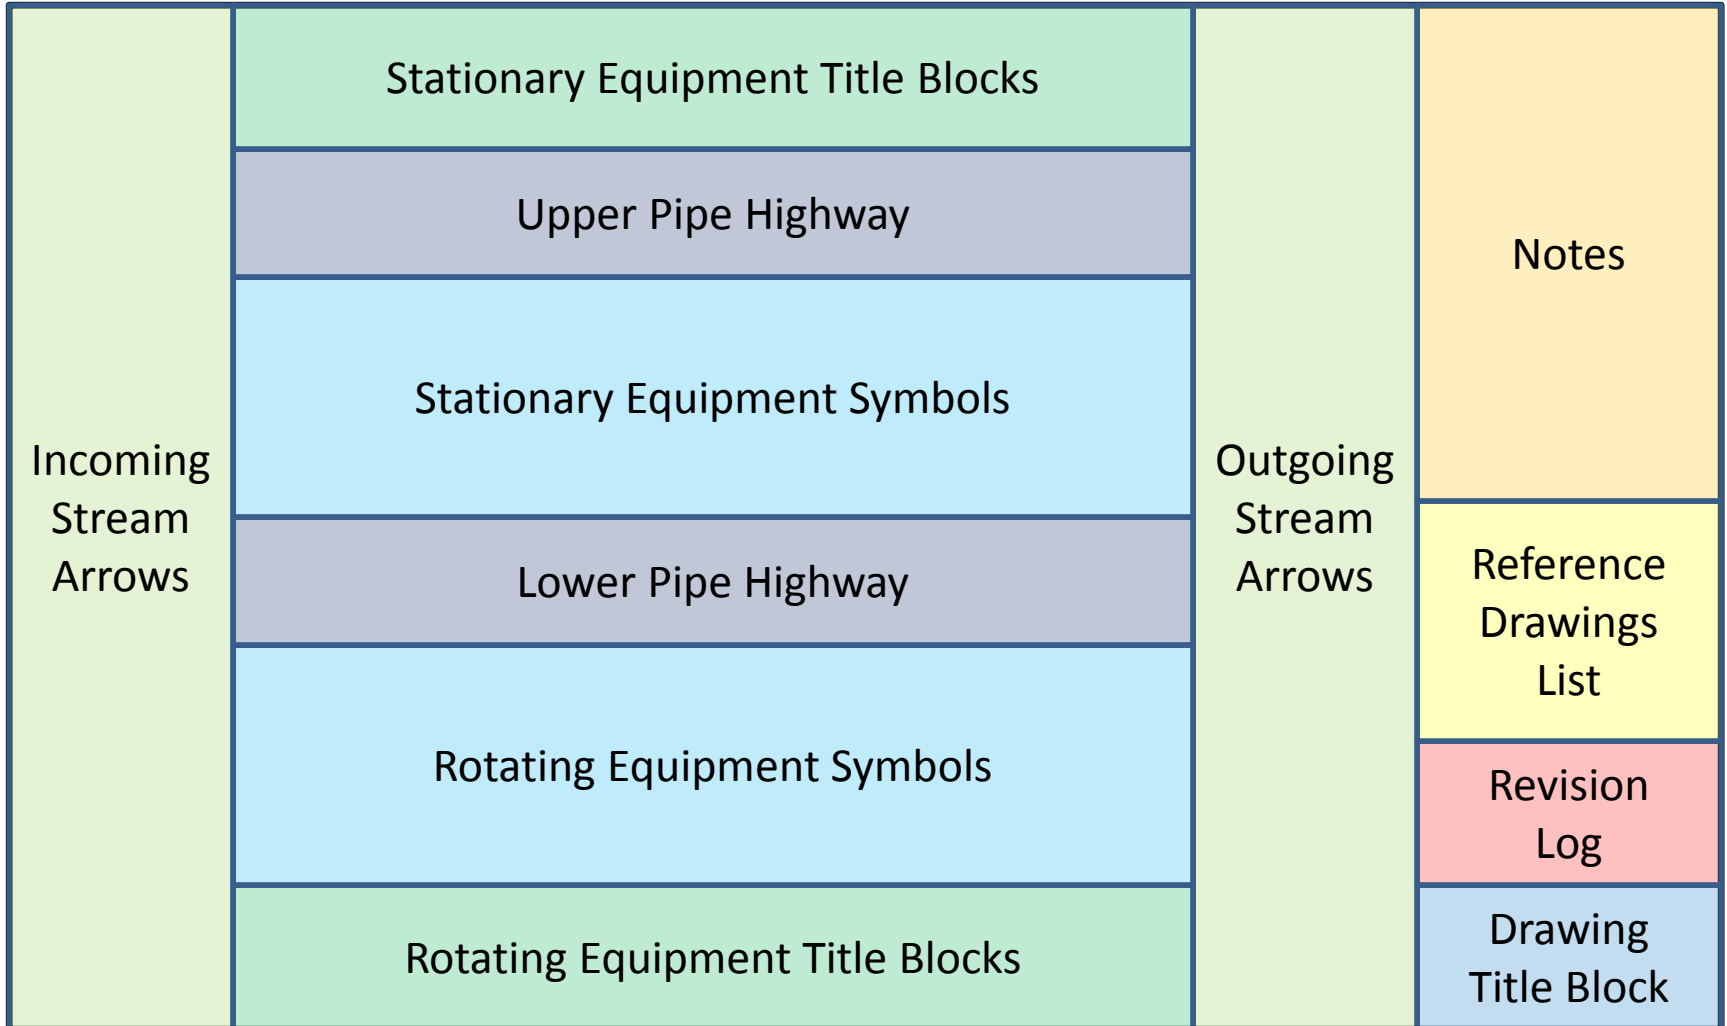 Incoming
Stream
Arrows
Stationary Equipment Title Blocks
Upper Pipe Highway
Stationary Equipment Symbols
Lower Pipe Highway
Rotating Equipment Symbols
Rotating Equipment Title Blocks
Outgoing
Stream
Arrows
Notes
Reference
Drawings
List
Revision
Log
Drawing
Title Block